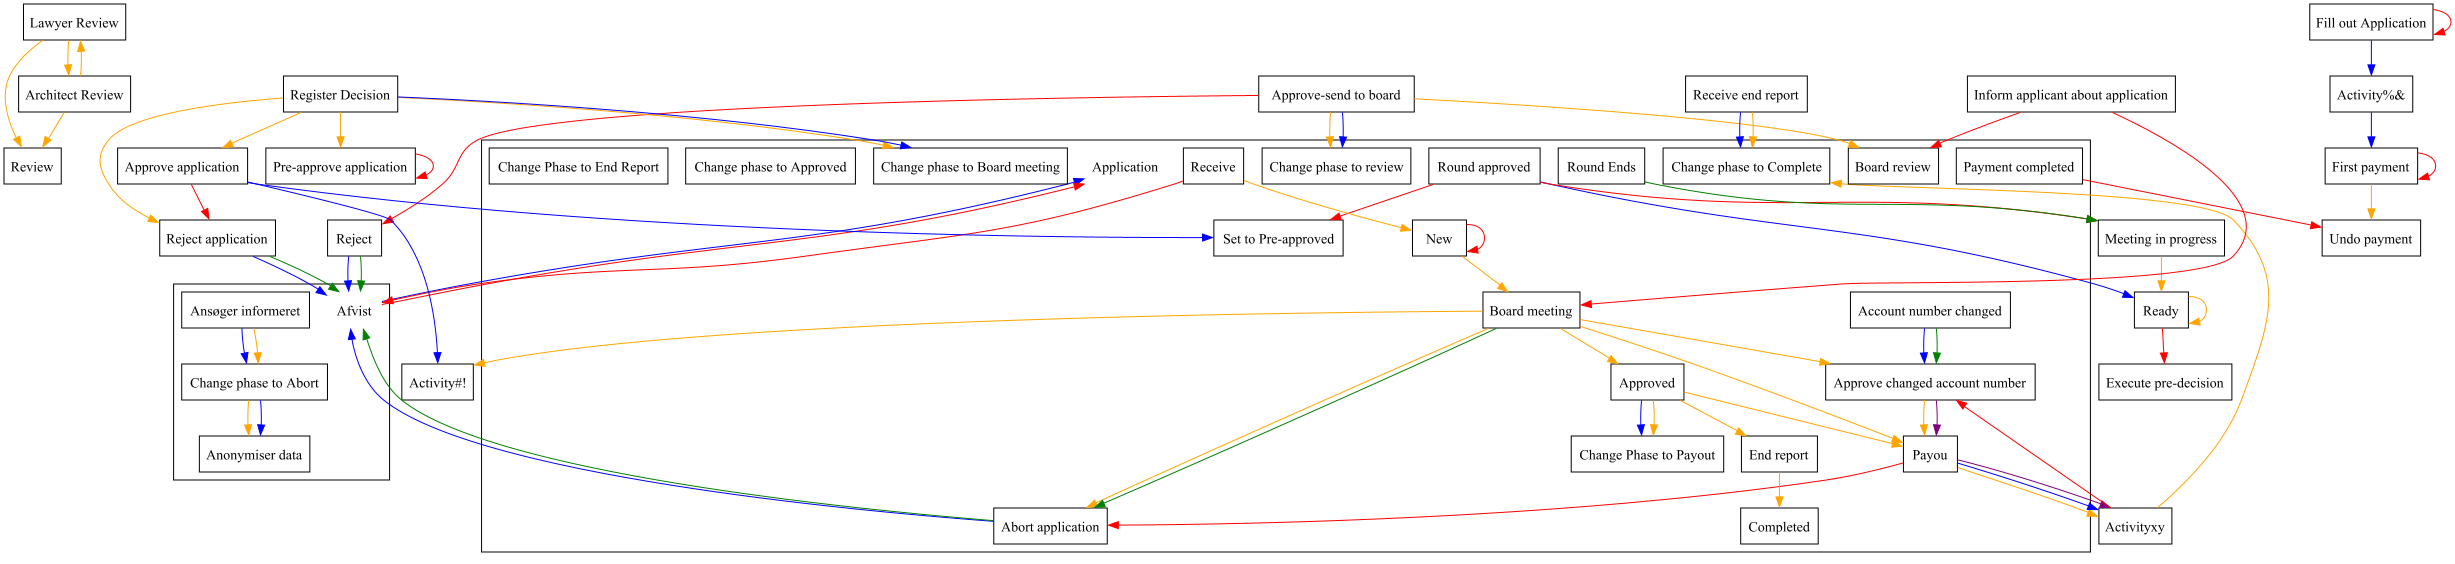 Lawyer Review
Fill out Application
Architect Review
Register Decision
Approve-send to board
Receive end report
Inform applicant about application
Activity%&
Review
Approve application
Pre-approve application
Change Phase to End Report
Change phase to Approved
Change phase to Board meeting
Application
Receive
Change phase to review
Round approved
Round Ends
Change phase to Complete
Board review
Payment completed
First payment
Reject application
Reject
Set to Pre-approved
New
Meeting in progress
Undo payment
Ansøger informeret
Afvist
Board meeting
Account number changed
Ready
Change phase to Abort
Activity#!
Approved
Approve changed account number
Execute pre-decision
Anonymiser data
Change Phase to Payout
End report
Payou
Abort application
Completed
Activityxy